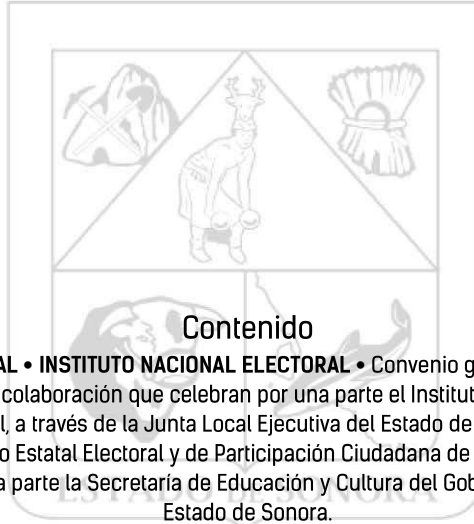 Contenido
AL • INSTITUTO NACIONAL ELECTORAL • Convenio g
colaboración que celebran por una parte el Institut
l, a través de la Junta Local Ejecutiva del Estado de
o Estatal Electoral y de Participación Ciudadana de
a parte la Secretaría de Educación y Cultura del Gob
Estado de Sonora.
ESTADO DE SONORA